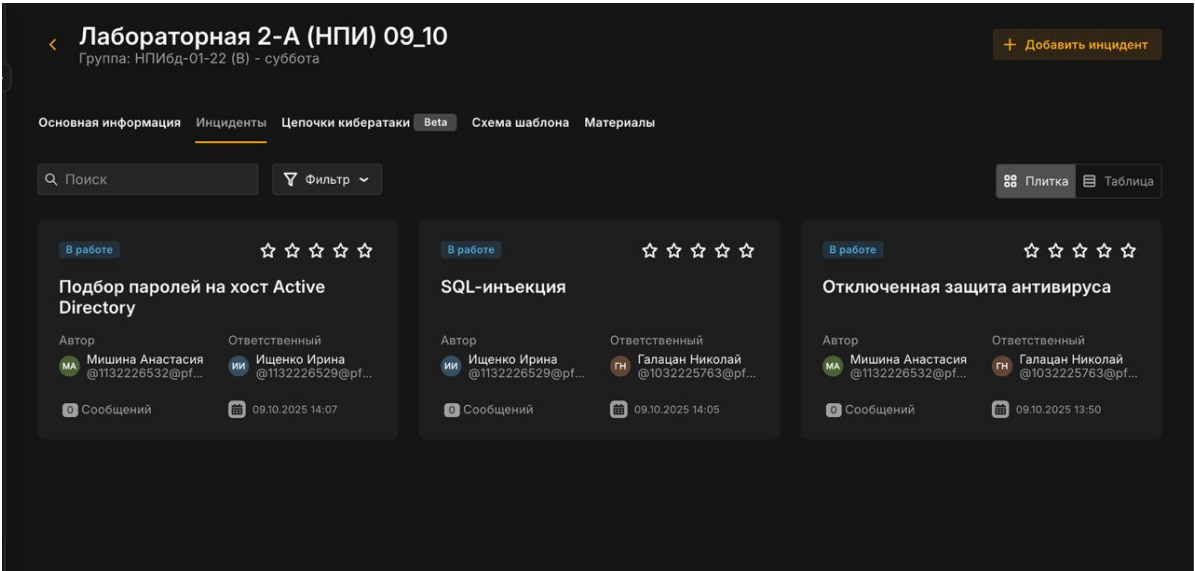 Лабораторная 2-А (НПИ) 09_10
Группа: НПИбд-01-22 (В) - суббота
+ Добавить инцидент
Основная информация Инциденты Цепочки кибератаки Beta Схема шаблона Материалы
Поиск
Фильтр
Плитка
Таблица
В работе
Подбор паролей на хост Active
Directory
Автор
Ответственный
МА Мишина Анастасия
@1132226532@pf...
ИИ Ищенко Ирина
@1132226529@pf...
0 Сообщений
09.10.2025 14:07
В работе
SQL-инъекция
Автор
Ответственный
ИИ Ищенко Ирина
@1132226529@pf...
ГН Галацан Николай
@1032225763@pf...
0 Сообщений
09.10.2025 14:05
В работе
Отключенная защита антивируса
Автор
Ответственный
МА Мишина Анастасия
@1132226532@pf...
ГН Галацан Николай
@1032225763@pf...
0 Сообщений
09.10.2025 13:50